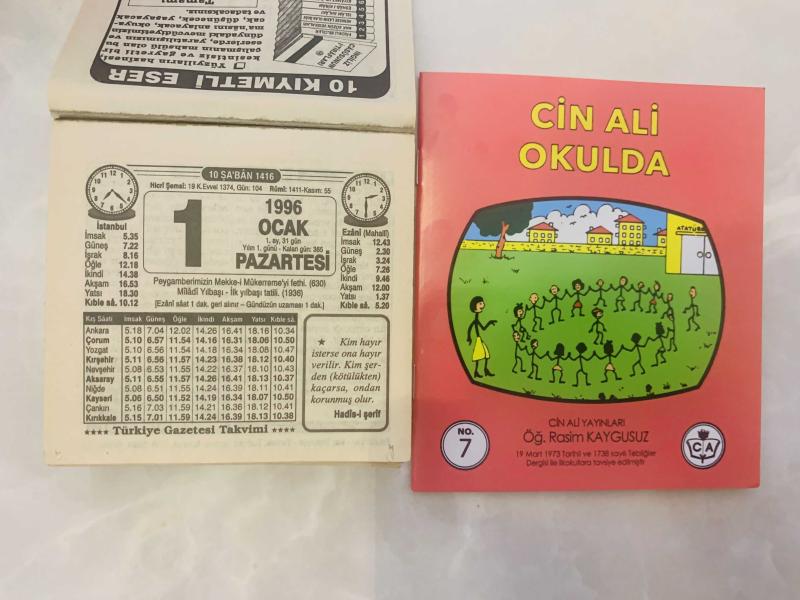 10 KIYMETLİ ESER
10 ŞA'BÂN 1416
Hicrî Şemsî: 19 K.Evvel 1374, Gün: 104 Rûmî: 1411-Kasım: 55
1
1996
OCAK
1. ay, 31 gün
Yılın 1. günü - Kalan gün: 365
PAZARTESİ
İstanbul
İmsak 5.35
Güneş 7.22
İşrak 8.16
Öğle 12.18
İkindi 14.38
Akşam 16.53
Yatsı 18.30
Kıble sâ. 10.12
Ezânî (Mahallî)
İmsak 12.43
Güneş 2.30
İşrak 3.24
Öğle 7.26
İkindi 9.46
Akşam 12.00
Yatsı 1.37
Kıble sâ. 5.20
Peygamberimizin Mekke-i Mükerreme'yi fethi. (630)
Mîlâdî Yılbaşı - İlk yılbaşı tatili. (1936)
[Ezânî sâat 1 dak. geri alınır – Gündüzün uzaması 1 dak.]
Kış Sâati İmsak Güneş Öğle İkindi Akşam Yatsı Kıble sâ.
Ankara 5.18 7.04 12.02 14.26 16.41 18.16 10.34
Çorum 5.10 6.57 11.54 14.16 16.31 18.06 10.50
Yozgat 5.10 6.56 11.54 14.18 16.34 18.08 10.47
Kırşehir 5.11 6.56 11.57 14.23 16.38 18.12 10.40
Nevşehir 5.08 6.53 11.55 14.22 16.37 18.10 10.43
Aksaray 5.11 6.55 11.57 14.26 16.41 18.13 10.37
Niğde 5.08 6.51 11.54 14.24 16.39 18.11 10.41
Kayseri 5.06 6.50 11.52 14.19 16.34 18.07 10.50
Çankırı 5.16 7.03 11.59 14.21 16.36 18.12 10.41
Kırıkkale 5.15 7.01 11.59 14.24 16.39 18.13 10.38
★ Kim hayır
isterse ona hayır
verilir. Kim şer-
den (kötülükten)
kaçarsa, ondan
korunmuş olur.
Hadîs-i şerîf
★★★★ Türkiye Gazetesi Takvimi ★★★★
CİN ALİ
OKULDA
ATATÜRK
CİN ALİ YAYINLARI
Öğ. Rasim KAYGUSUZ
19 Mart 1973 Tarihli ve 1738 sayılı Tebliğler
Dergisi ile ilkokullara tavsiye edilmiştir
NO.
7
C A